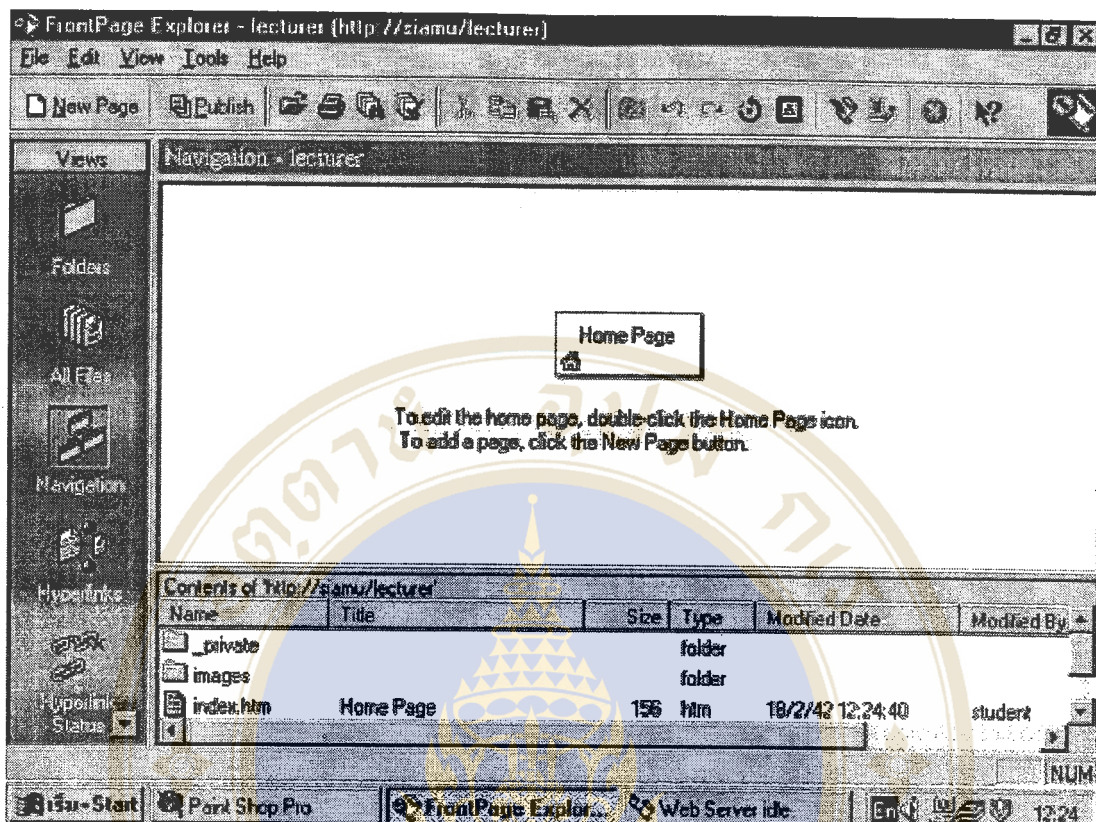 FrontPage Explorer - lecturer (http://siamu/lecturer)
File Edit View Tools Help
New Page Publish
Views
Navigation - lecturer
Folders
All Files
Navigation
Hyperlinks
Hyperlink
Status
Home Page
To edit the home page, double-click the Home Page icon.
To add a page, click the New Page button.
Contents of 'http://siamu/lecturer'
Name Title Size Type Modified Date Modified By
_private folder
images folder
index.htm Home Page 156 htm 18/2/42 12:24:40 student
NUM
เริ่ม-Start Paint Shop Pro FrontPage Explor... Web Server idle En 12:24